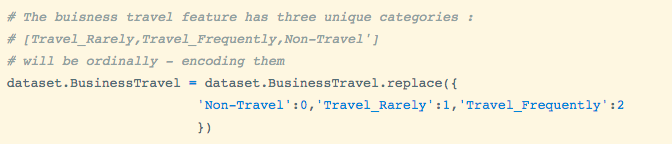 # The buisness travel feature has three unique categories :
# [Travel_Rarely,Travel_Frequently,Non-Travel']
# will be ordinally - encoding them
dataset.BusinessTravel = dataset.BusinessTravel.replace({
'Non-Travel':0,'Travel_Rarely':1,'Travel_Frequently':2
})